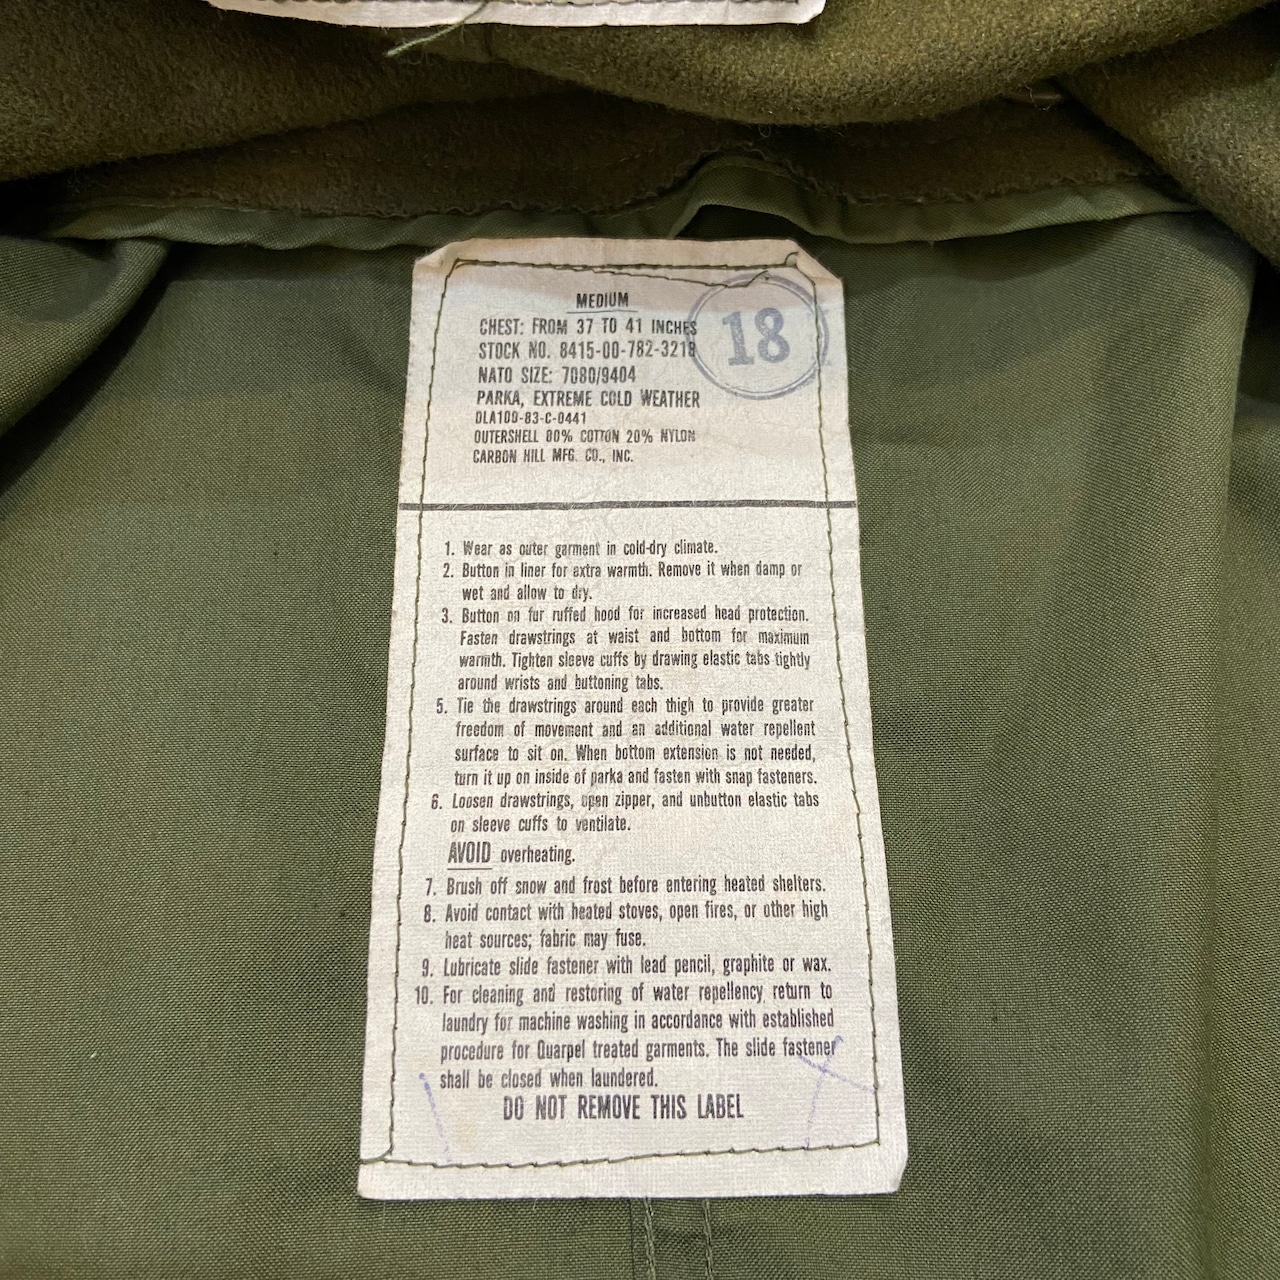 MEDIUM
CHEST: FROM 37 TO 41 INCHES
STOCK NO. 8415-00-782-3218
NATO SIZE: 7080/9404
PARKA, EXTREME COLD WEATHER
DLA100-83-C-0441
OUTERSHELL 80% COTTON 20% NYLON
CARBON HILL MFG. CO., INC.
18
1. Wear as outer garment in cold-dry climate.
2. Button in liner for extra warmth. Remove it when damp or
wet and allow to dry.
3. Button on fur ruffed hood for increased head protection.
Fasten drawstrings at waist and bottom for maximum
warmth. Tighten sleeve cuffs by drawing elastic tabs tightly
around wrists and buttoning tabs.
5. Tie the drawstrings around each thigh to provide greater
freedom of movement and an additional water repellent
surface to sit on. When bottom extension is not needed,
turn it up on inside of parka and fasten with snap fasteners.
6. Loosen drawstrings, open zipper, and unbutton elastic tabs
on sleeve cuffs to ventilate.
AVOID overheating.
7. Brush off snow and frost before entering heated shelters.
8. Avoid contact with heated stoves, open fires, or other high
heat sources; fabric may fuse.
9. Lubricate slide fastener with lead pencil, graphite or wax.
10. For cleaning and restoring of water repellency return to
laundry for machine washing in accordance with established
procedure for Quarpel treated garments. The slide fastener
shall be closed when laundered.
DO NOT REMOVE THIS LABEL